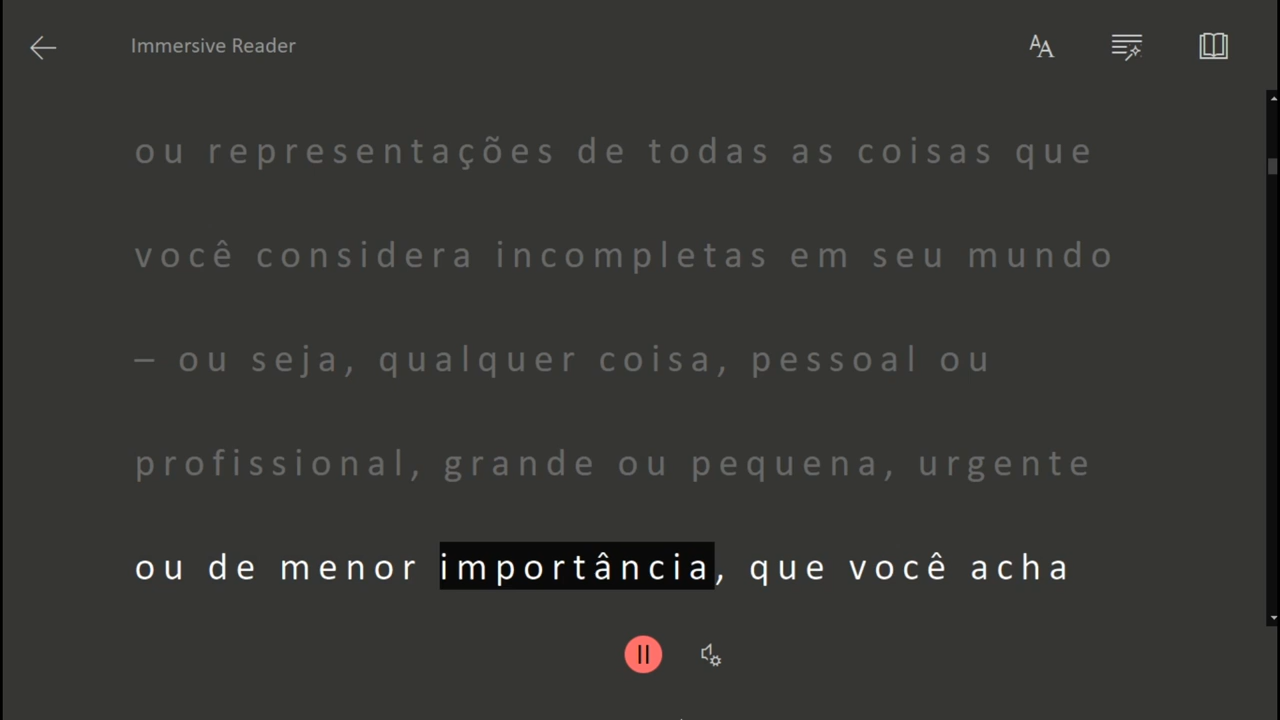 Immersive Reader
ou representações de todas as coisas que
você considera incompletas em seu mundo
– ou seja, qualquer coisa, pessoal ou
profissional, grande ou pequena, urgente
ou de menor importância, que você acha